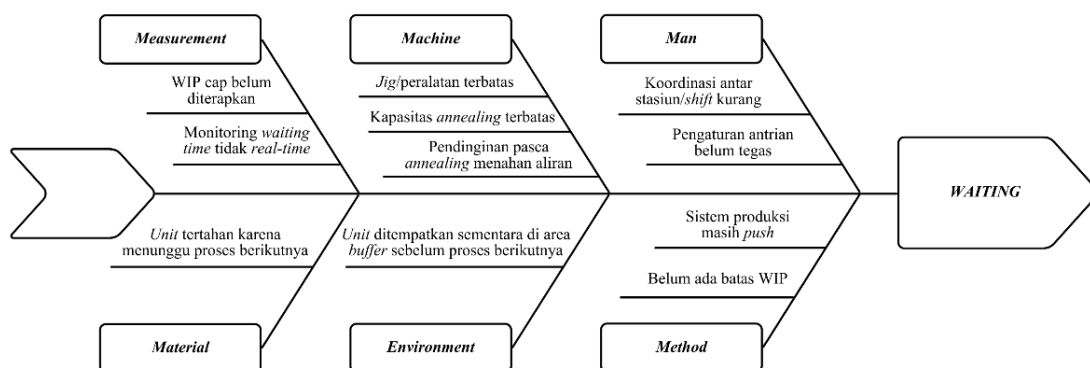 Measurement
Machine
Man
WIP cap belum
diterapkan
Monitoring waiting
time tidak real-time
Jig/peralatan terbatas
Kapasitas annealing terbatas
Pendinginan pasca
annealing menahan aliran
Koordinasi antar
stasiun/shift kurang
Pengaturan antrian
belum tegas
WAITING
Unit tertahan karena
menunggu proses berikutnya
Unit ditempatkan sementara di area
buffer sebelum proses berikutnya
Sistem produksi
masih push
Belum ada batas WIP
Material
Environment
Method